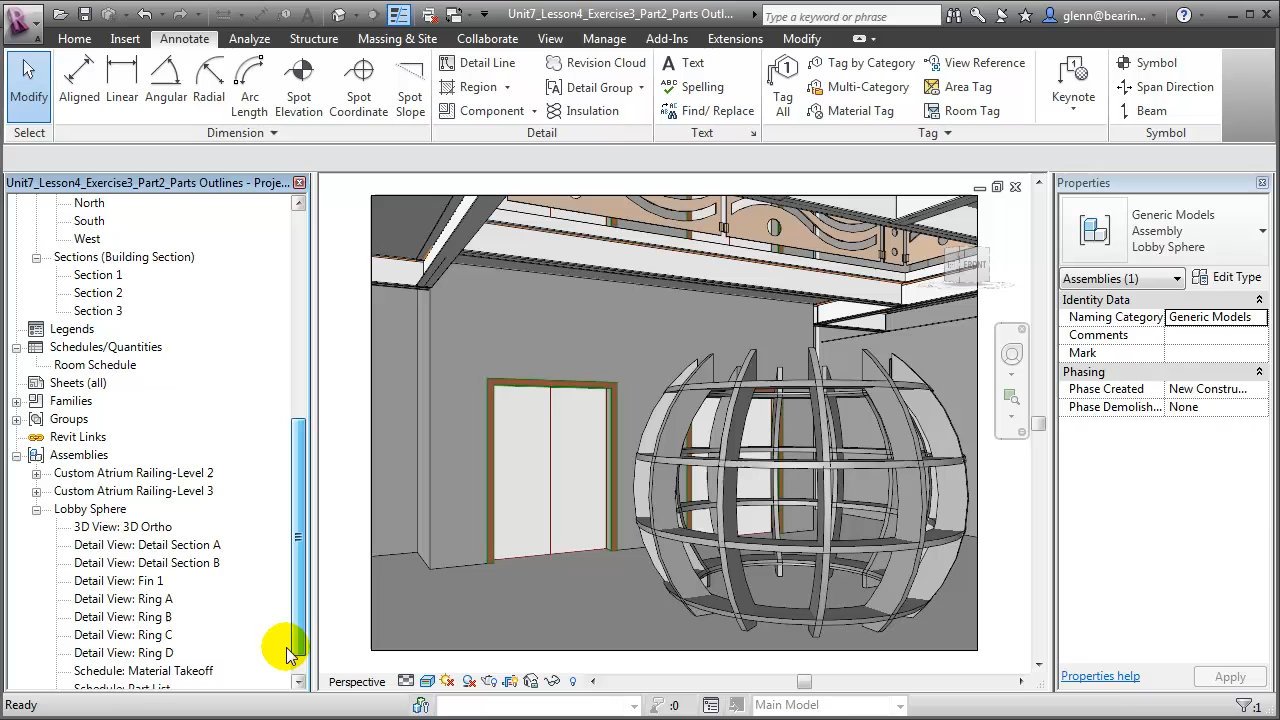 Unit7_Lesson4_Exercise3_Part2_Parts Outl...
Type a keyword or phrase
glenn@bearin...
Home Insert Annotate Analyze Structure Massing & Site Collaborate View Manage Add-Ins Extensions Modify
Modify
Aligned
Linear
Angular
Radial
Arc Length
Spot Elevation
Spot Coordinate
Spot Slope
Detail Line
Region
Component
Revision Cloud
Detail Group
Insulation
Text
Spelling
Find/ Replace
Tag All
Tag by Category
Multi-Category
Material Tag
View Reference
Area Tag
Room Tag
Keynote
Symbol
Span Direction
Beam
Select Dimension Detail Text Tag Symbol
Unit7_Lesson4_Exercise3_Part2_Parts Outlines - Proje...
North
South
West
Sections (Building Section)
Section 1
Section 2
Section 3
Legends
Schedules/Quantities
Room Schedule
Sheets (all)
Families
Groups
Revit Links
Assemblies
Custom Atrium Railing-Level 2
Custom Atrium Railing-Level 3
Lobby Sphere
3D View: 3D Ortho
Detail View: Detail Section A
Detail View: Detail Section B
Detail View: Fin 1
Detail View: Ring A
Detail View: Ring B
Detail View: Ring C
Detail View: Ring D
Schedule: Material Takeoff
Schedule: Part List
FRONT
Perspective
Properties
Generic Models
Assembly
Lobby Sphere
Assemblies (1)
Edit Type
Identity Data
Naming Category Generic Models
Comments
Mark
Phasing
Phase Created New Constru...
Phase Demolish... None
Properties help
Apply
Ready
:0
Main Model
:1